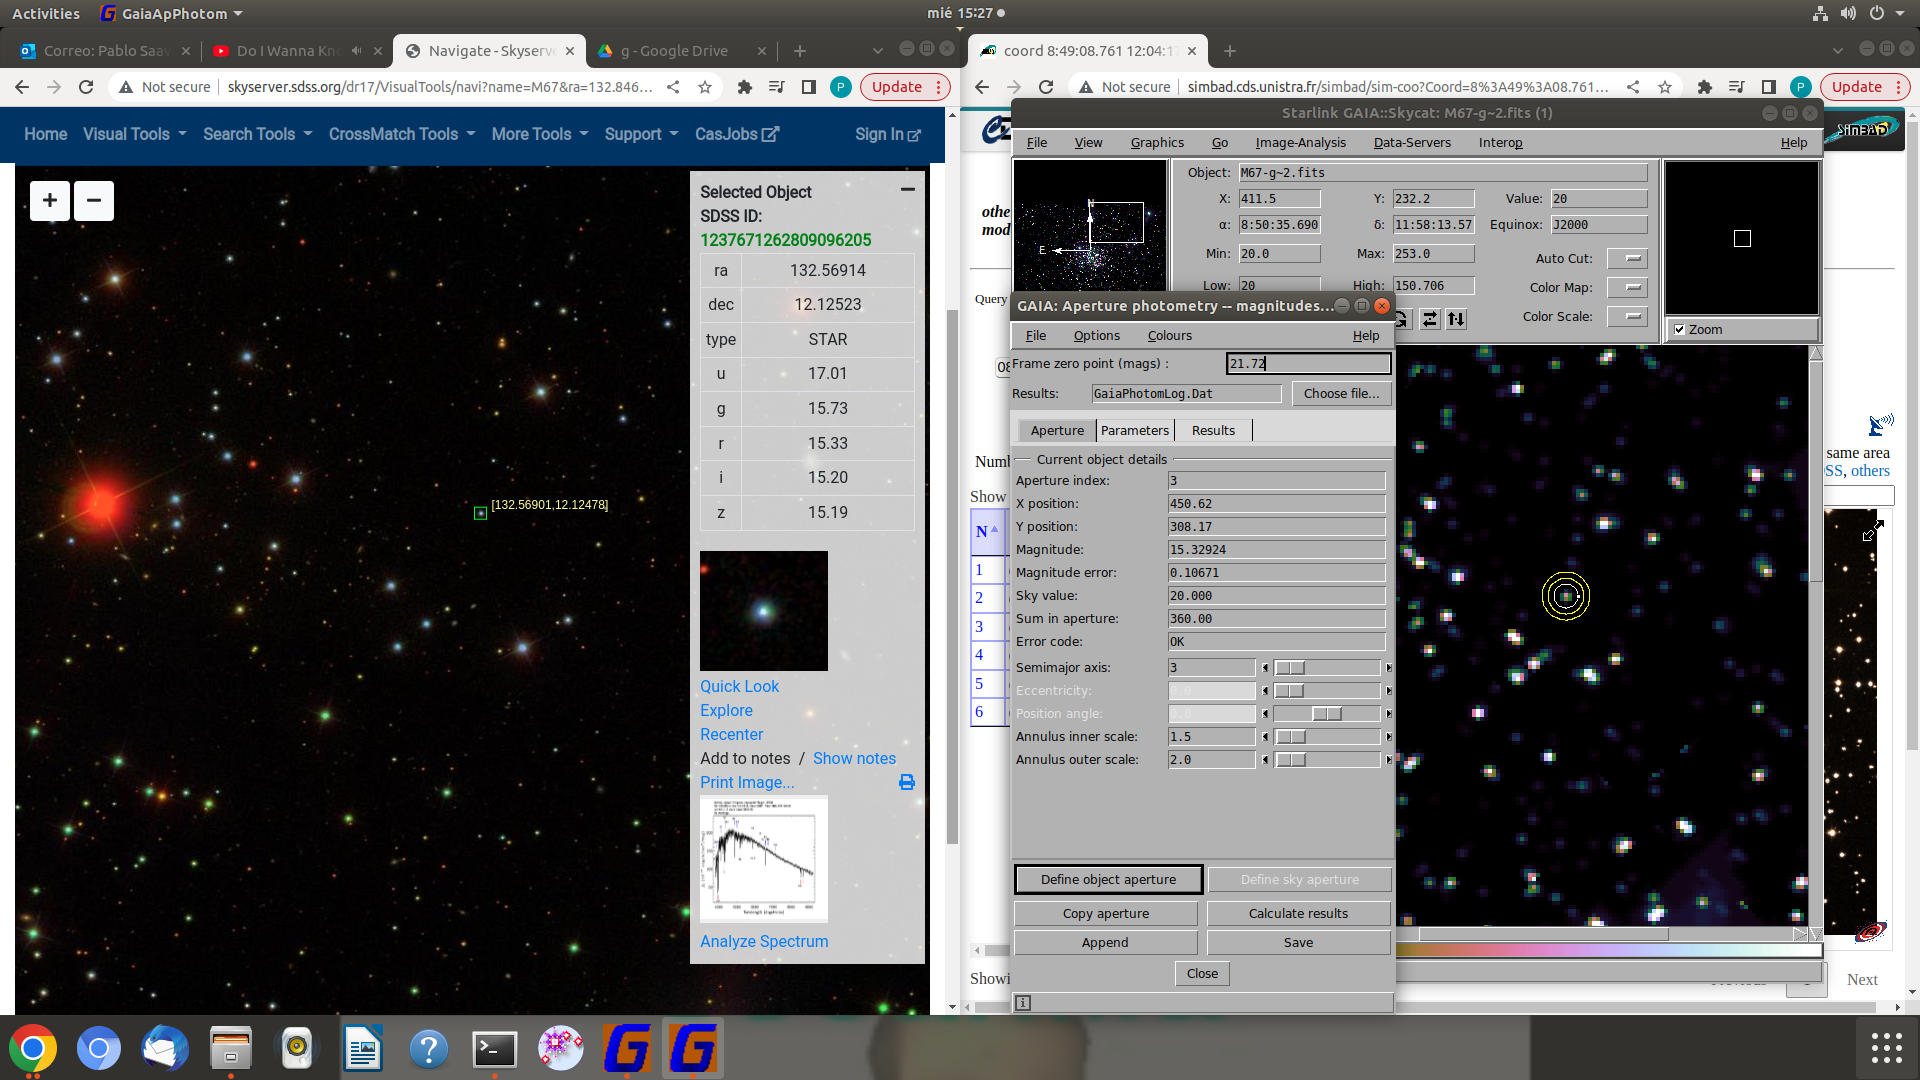 Activities
GaiaApPhotom
mié 15:27
Correo: Pablo Saa
Do I Wanna Kn
Navigate - Skyserve
g - Google Drive
Not secure
skyserver.sdss.org/dr17/VisualTools/navi?name=M67&ra=132.846…
P
Update
Home
Visual Tools
Search Tools
CrossMatch Tools
More Tools
Support
CasJobs
Sign In
+
−
[132.56901,12.12478]
Selected Object
SDSS ID:
1237671262809096205
ra 132.56914
dec 12.12523
type STAR
u 17.01
g 15.73
r 15.33
i 15.20
z 15.19
Quick Look
Explore
Recenter
Add to notes / Show notes
Print Image...
Analyze Spectrum
coord 8:49:08.761 12:04:1
Not secure
simbad.cds.unistra.fr/simbad/sim-coo?Coord=8%3A49%3A08.761…
P
Update
SIMBAD
othe
mod
Query
08
Numb
Show
N
1
2
3
4
5
6
Showi
same area
SS, others
Next
Starlink GAIA::Skycat: M67-g~2.fits (1)
File View Graphics Go Image-Analysis Data-Servers Interop Help
Object: M67-g~2.fits
X: 411.5 Y: 232.2 Value: 20
α: 8:50:35.690 δ: 11:58:13.57 Equinox: J2000
Min: 20.0 Max: 253.0 Auto Cut:
Low: 20 High: 150.706 Color Map:
Color Scale:
Zoom
N
E
GAIA: Aperture photometry -- magnitudes...
File Options Colours Help
Frame zero point (mags) : 21.72
Results: GaiaPhotomLog.Dat Choose file...
Aperture Parameters Results
Current object details
Aperture index: 3
X position: 450.62
Y position: 308.17
Magnitude: 15.32924
Magnitude error: 0.10671
Sky value: 20.000
Sum in aperture: 360.00
Error code: OK
Semimajor axis: 3
Eccentricity: 0.0
Position angle: 0.0
Annulus inner scale: 1.5
Annulus outer scale: 2.0
Define object aperture Define sky aperture
Copy aperture Calculate results
Append Save
Close